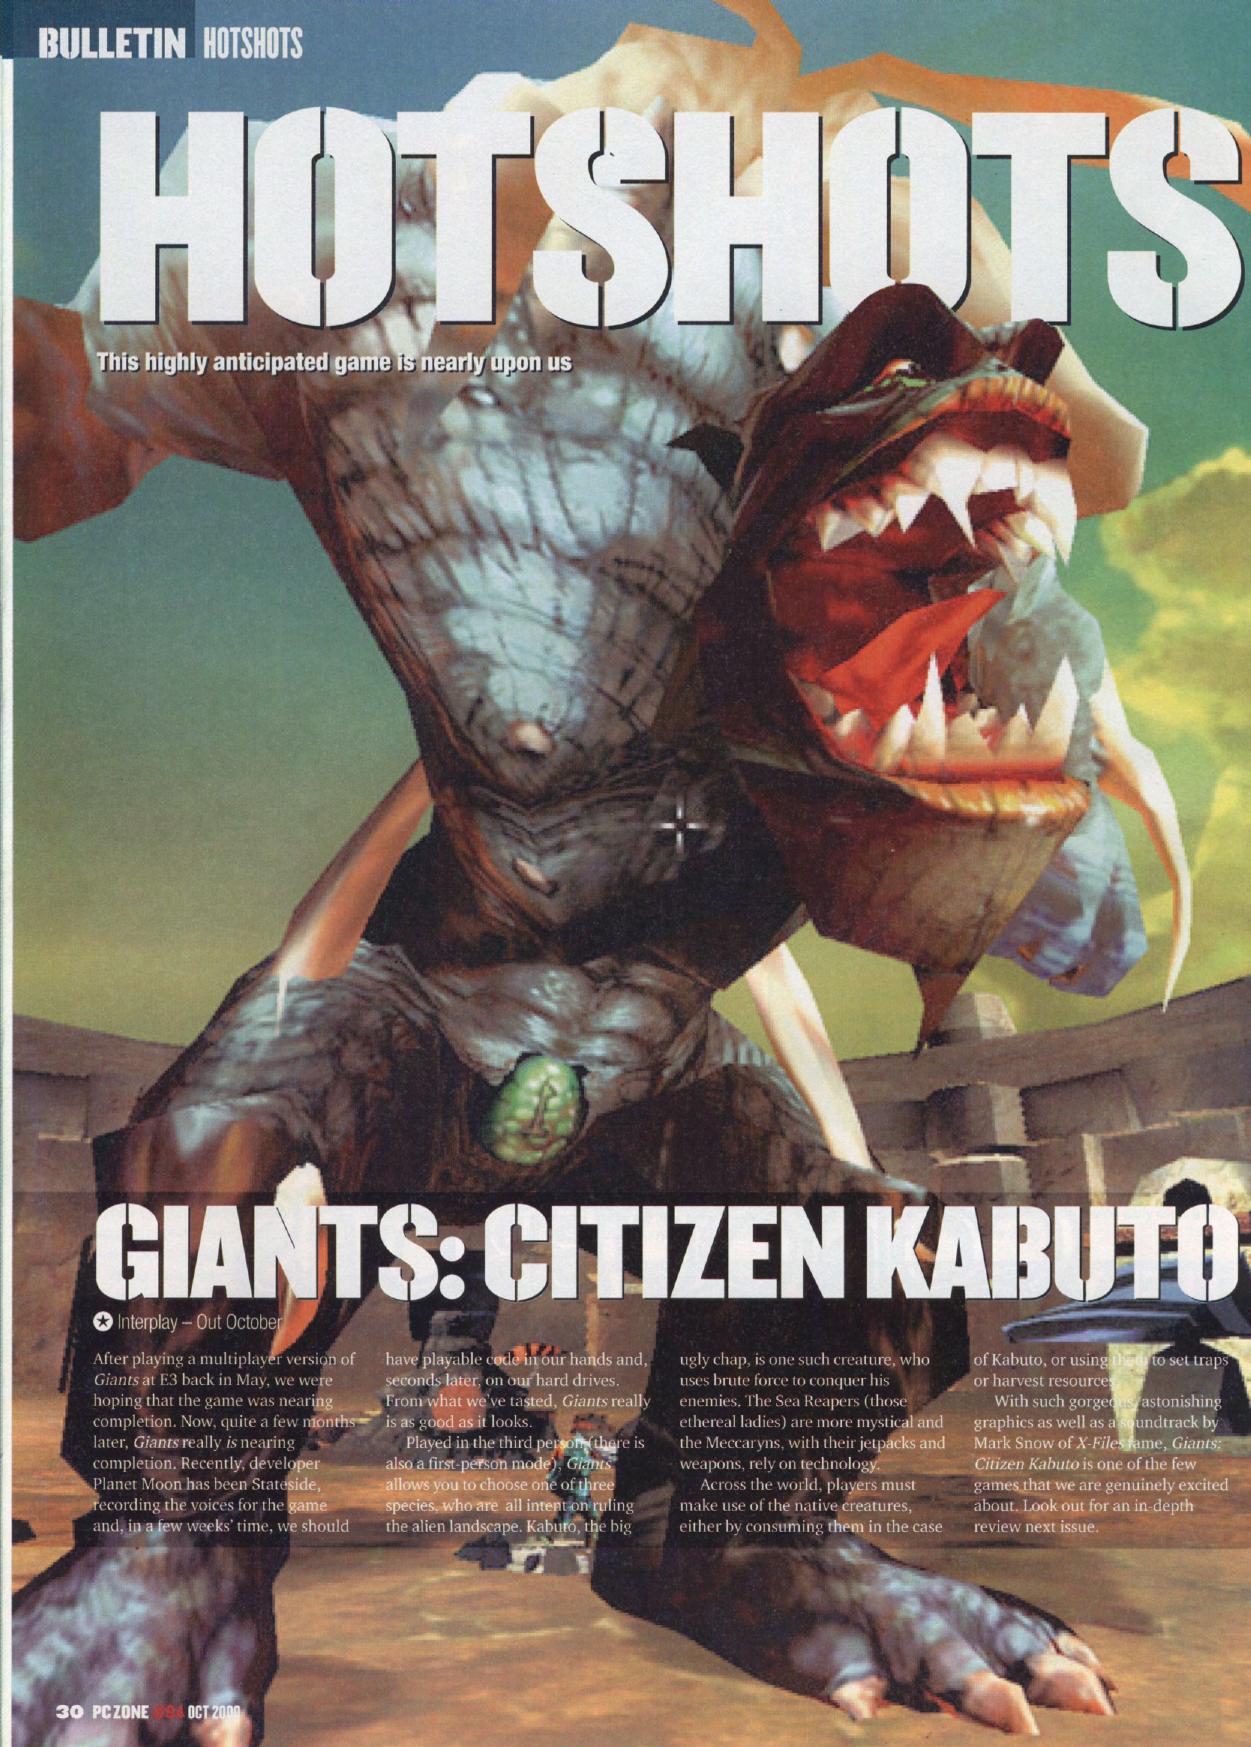 BULLETIN HOTSHOTS
HOTSHOTS
This highly anticipated game is nearly upon us
GIANTS: CITIZEN KABUTO
Interplay – Out October
After playing a multiplayer version of
Giants at E3 back in May, we were
hoping that the game was nearing
completion. Now, quite a few months
later, Giants really is nearing
completion. Recently, developer
Planet Moon has been Stateside,
recording the voices for the game
and, in a few weeks' time, we should
have playable code in our hands and,
seconds later, on our hard drives.
From what we've tasted, Giants really
is as good as it looks.
Played in the third person (there is
also a first-person mode), Giants
allows you to choose one of three
species, who are all intent on ruling
the alien landscape. Kabuto, the big
ugly chap, is one such creature, who
uses brute force to conquer his
enemies. The Sea Reapers (those
ethereal ladies) are more mystical and
the Meccaryns, with their jetpacks and
weapons, rely on technology.
Across the world, players must
make use of the native creatures,
either by consuming them in the case
of Kabuto, or using them to set traps
or harvest resources.
With such gorgeous, astonishing
graphics as well as a soundtrack by
Mark Snow of X-Files fame, Giants:
Citizen Kabuto is one of the few
games that we are genuinely excited
about. Look out for an in-depth
review next issue.
30 PC ZONE OCT 2000